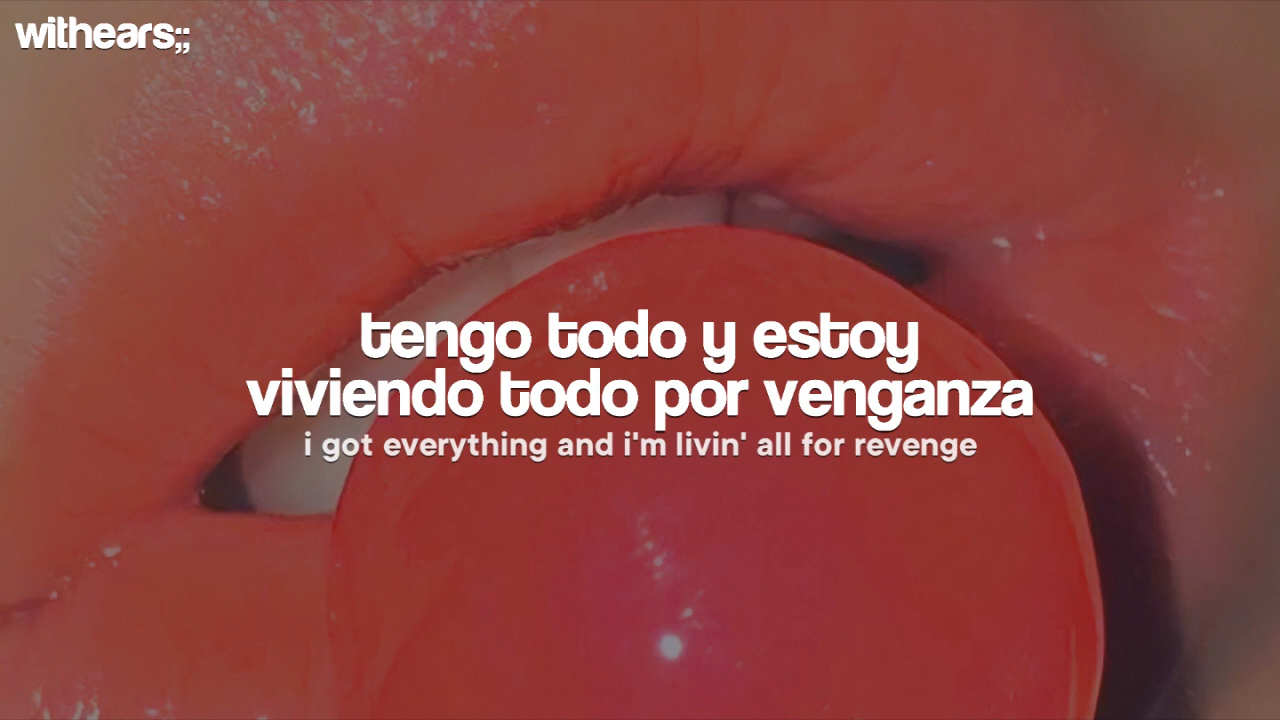 withears;;
tengo todo y estoy
viviendo todo por venganza
i got everything and i'm livin' all for revenge